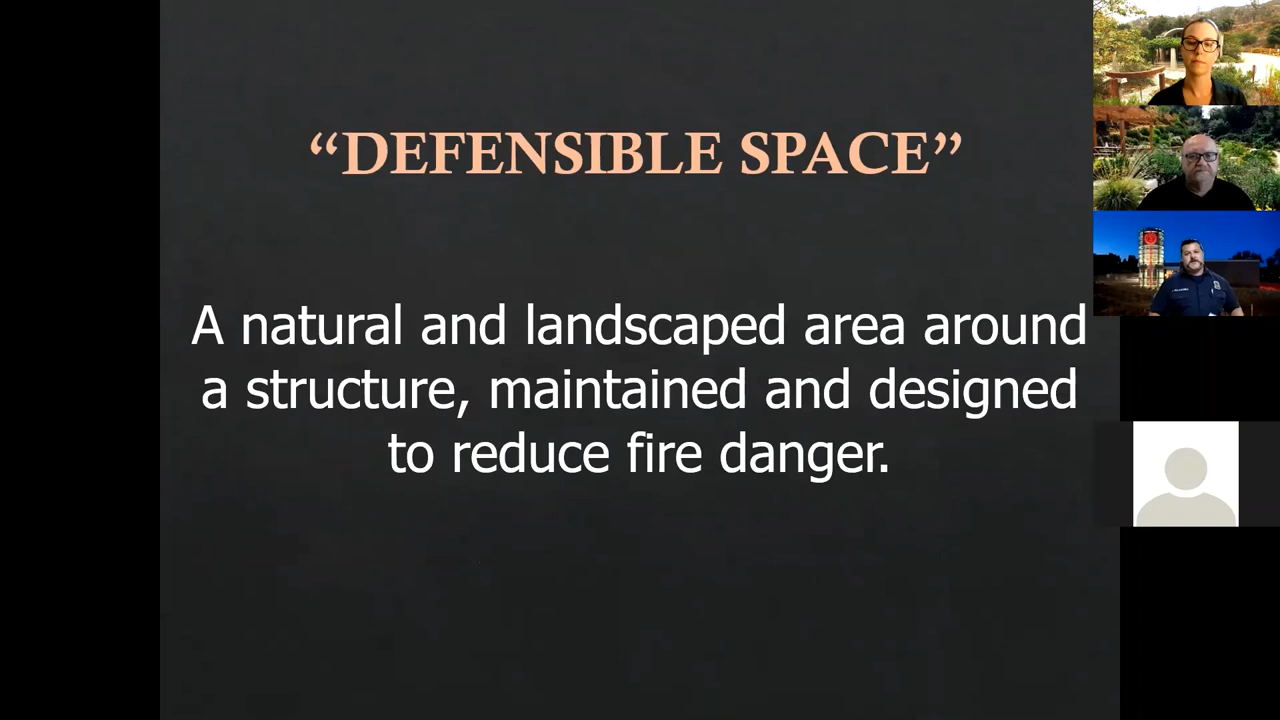 “DEFENSIBLE SPACE”
A natural and landscaped area around
a structure, maintained and designed
to reduce fire danger.